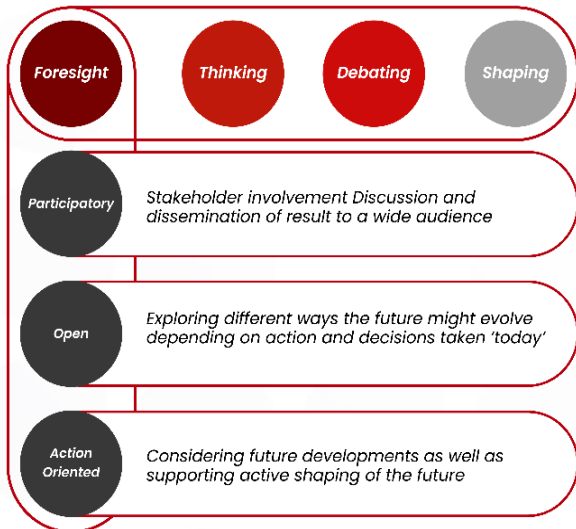 Foresight
Thinking
Debating
Shaping
Participatory
Stakeholder involvement Discussion and
dissemination of result to a wide audience
Open
Exploring different ways the future might evolve
depending on action and decisions taken ‘today’
Action
Oriented
Considering future developments as well as
supporting active shaping of the future